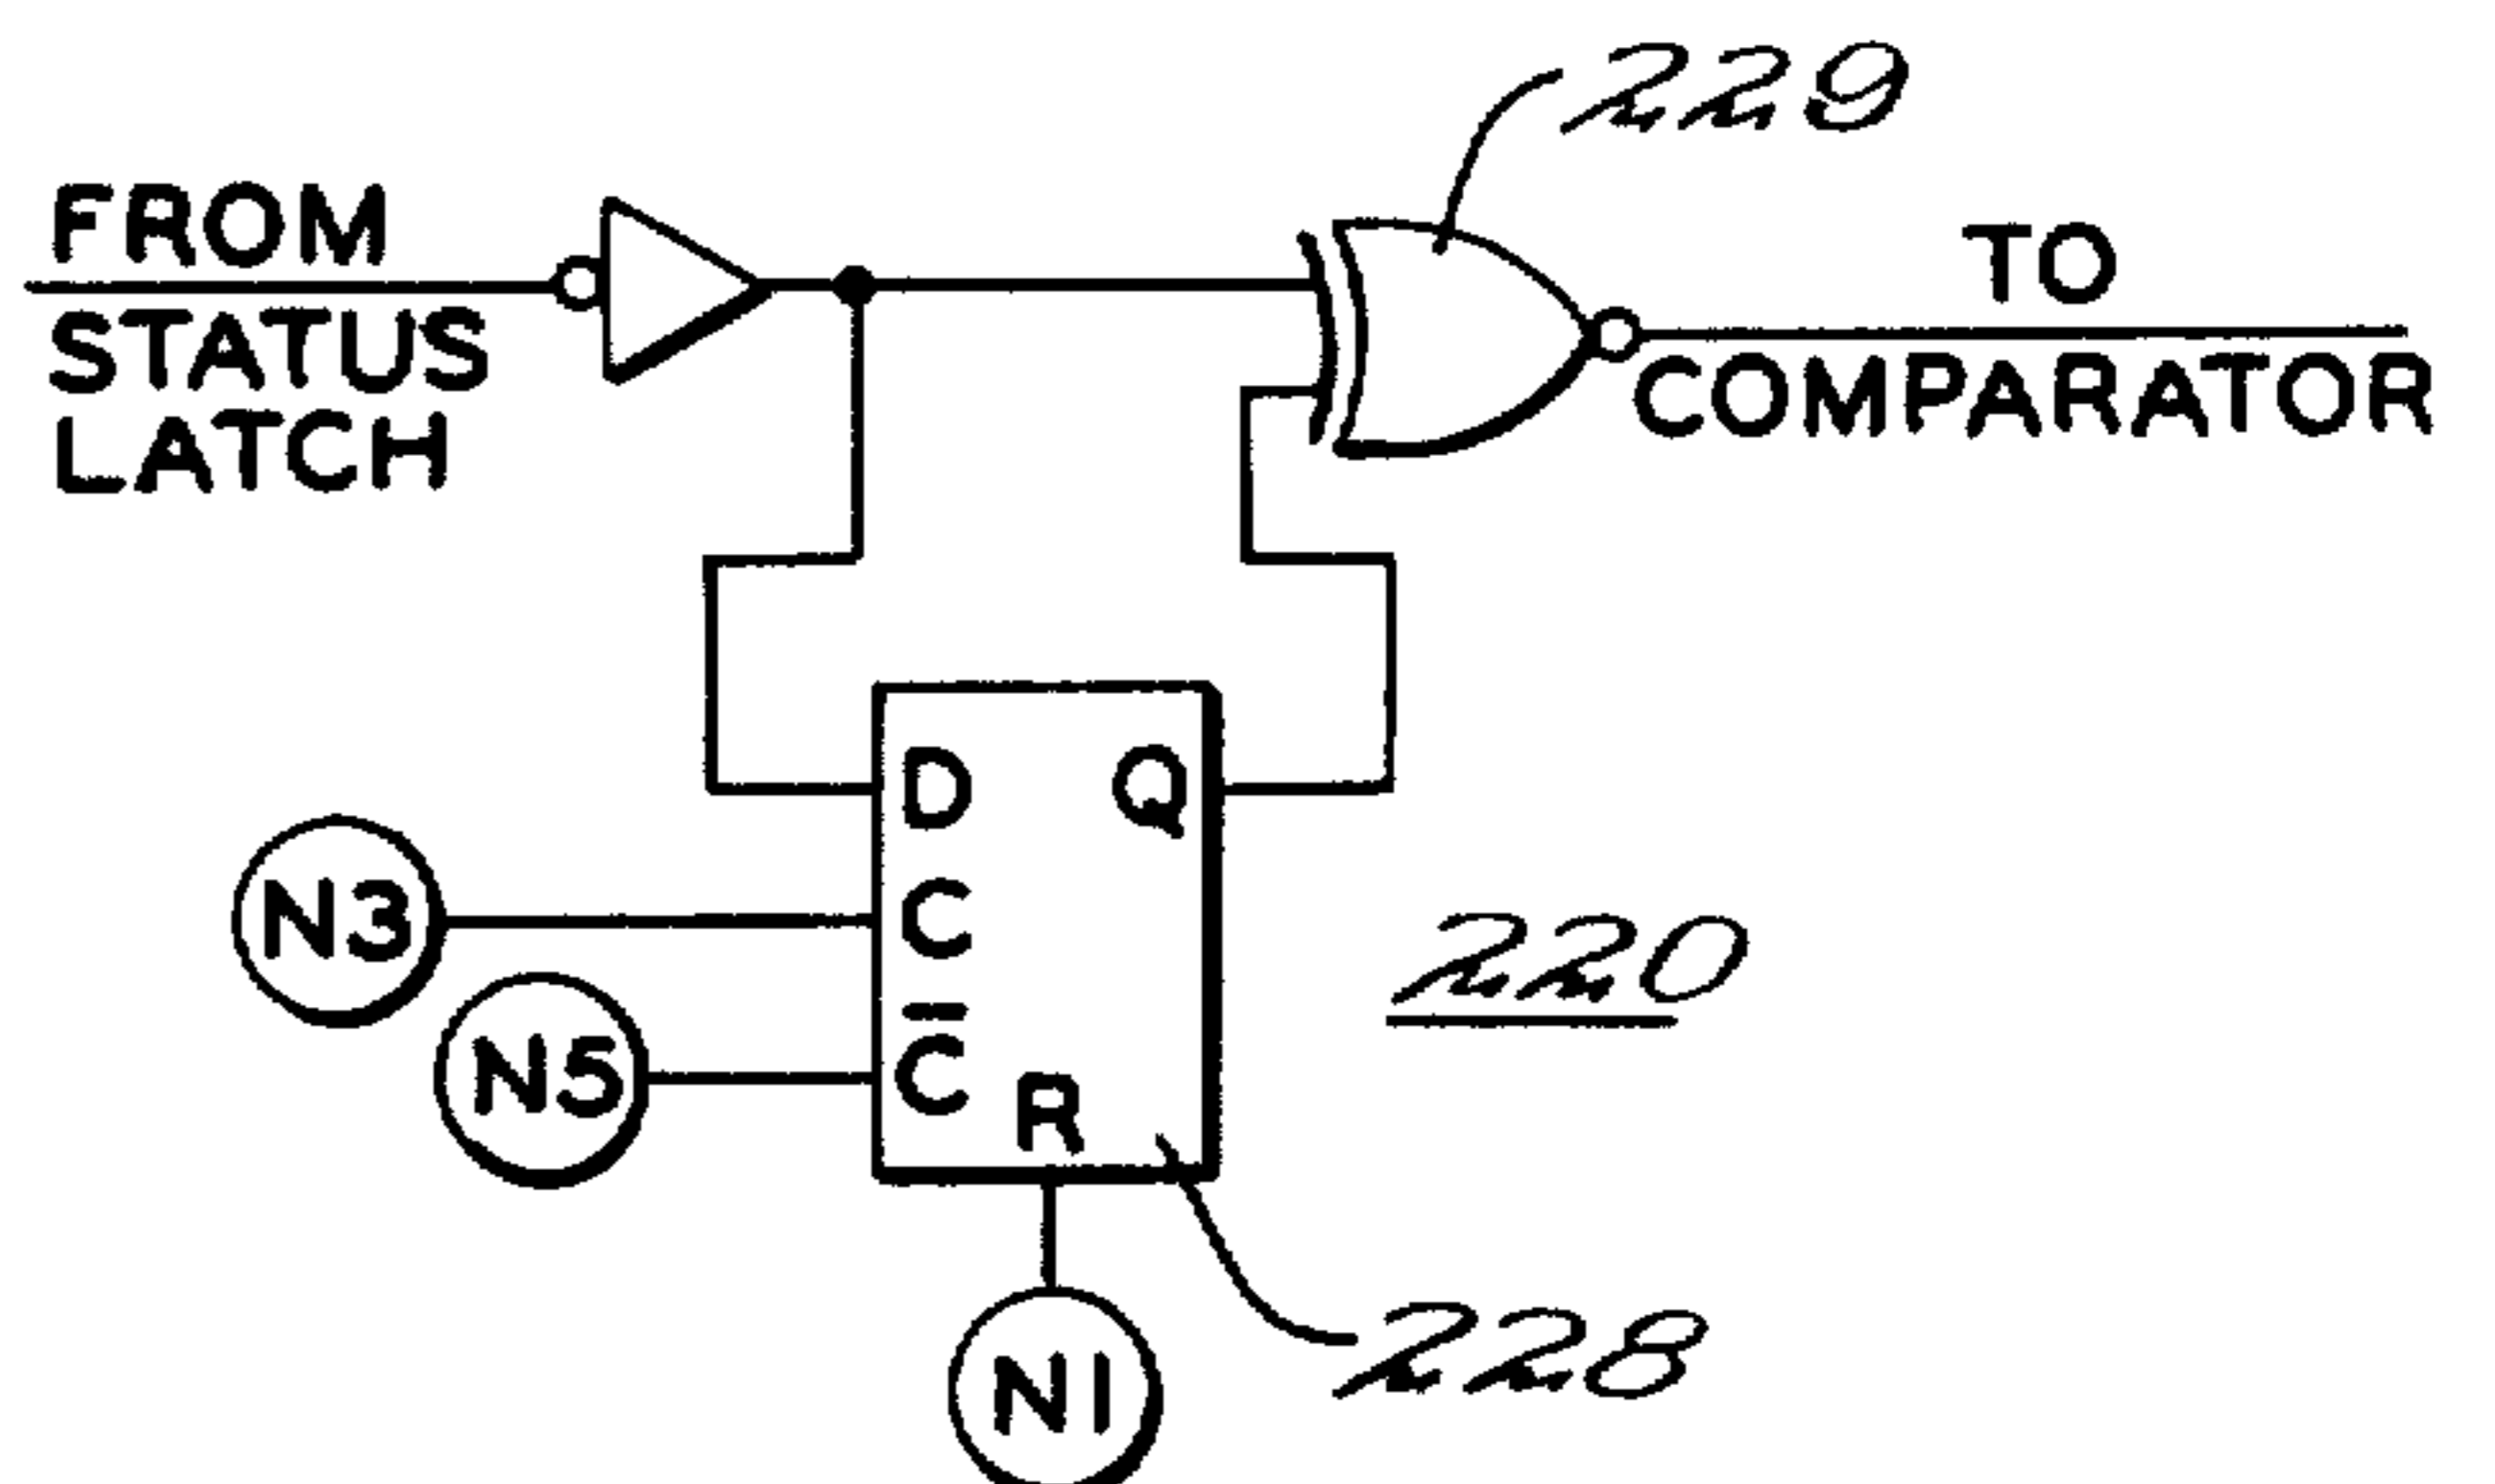 229
FROM
STATUS
LATCH
TO
COMPARATOR
D
Q
N3
C
N5
C̅
R
220
228
N1